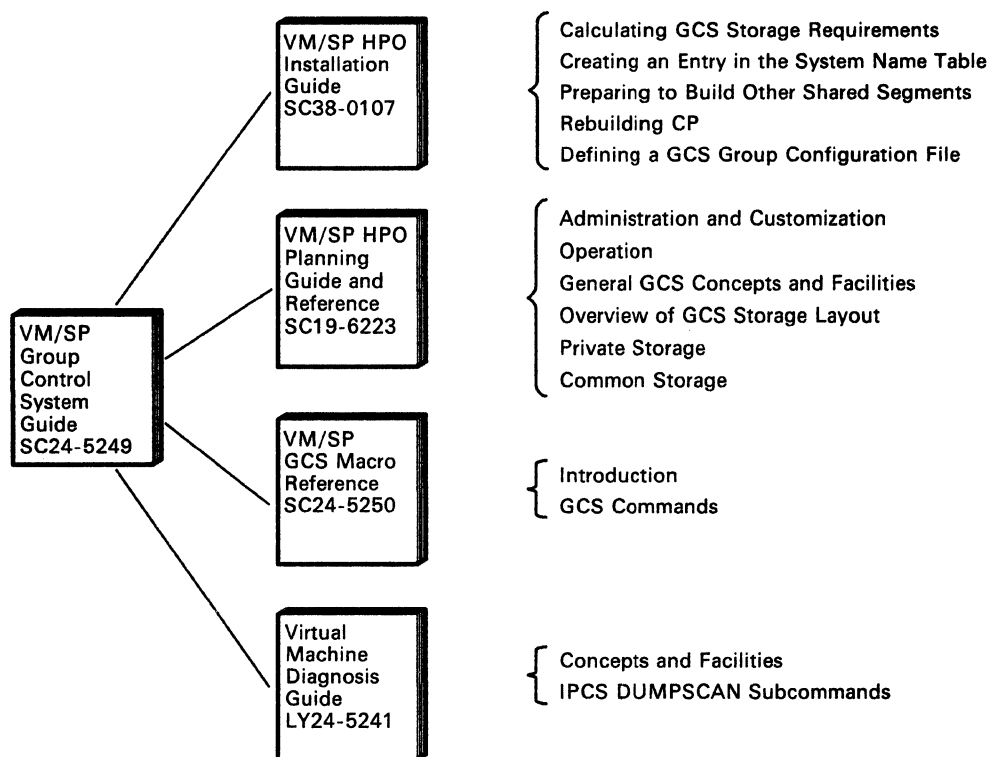 VM/SP HPO
Installation
Guide
SC38-0107
Calculating GCS Storage Requirements
Creating an Entry in the System Name Table
Preparing to Build Other Shared Segments
Rebuilding CP
Defining a GCS Group Configuration File
VM/SP HPO
Planning
Guide and
Reference
SC19-6223
Administration and Customization
Operation
General GCS Concepts and Facilities
Overview of GCS Storage Layout
Private Storage
Common Storage
VM/SP
Group
Control
System
Guide
SC24-5249
VM/SP
GCS Macro
Reference
SC24-5250
Introduction
GCS Commands
Virtual
Machine
Diagnosis
Guide
LY24-5241
Concepts and Facilities
IPCS DUMPSCAN Subcommands